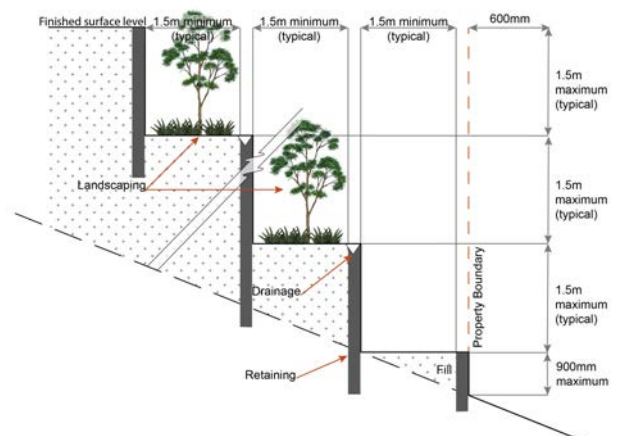 Finished surface level
1.5m minimum
(typical)
1.5m minimum
(typical)
1.5m minimum
(typical)
600mm
1.5m
maximum
(typical)
Landscaping
1.5m
maximum
(typical)
Drainage
Property Boundary
1.5m
maximum
(typical)
Retaining
Fill
900mm
maximum